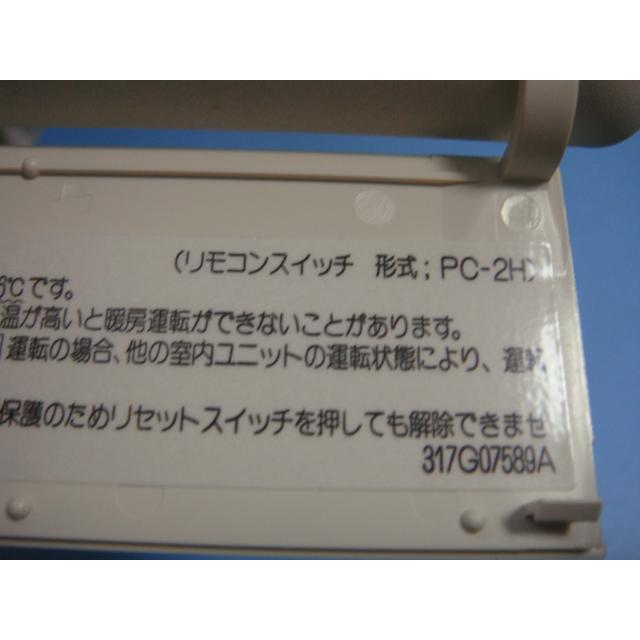 (リモコンスイッチ 形式；PC-2H)
6℃です。
温が高いと暖房運転ができないことがあります。
運転の場合、他の室内ユニットの運転状態により、運転
保護のためリセットスイッチを押しても解除できませ
317G07589A